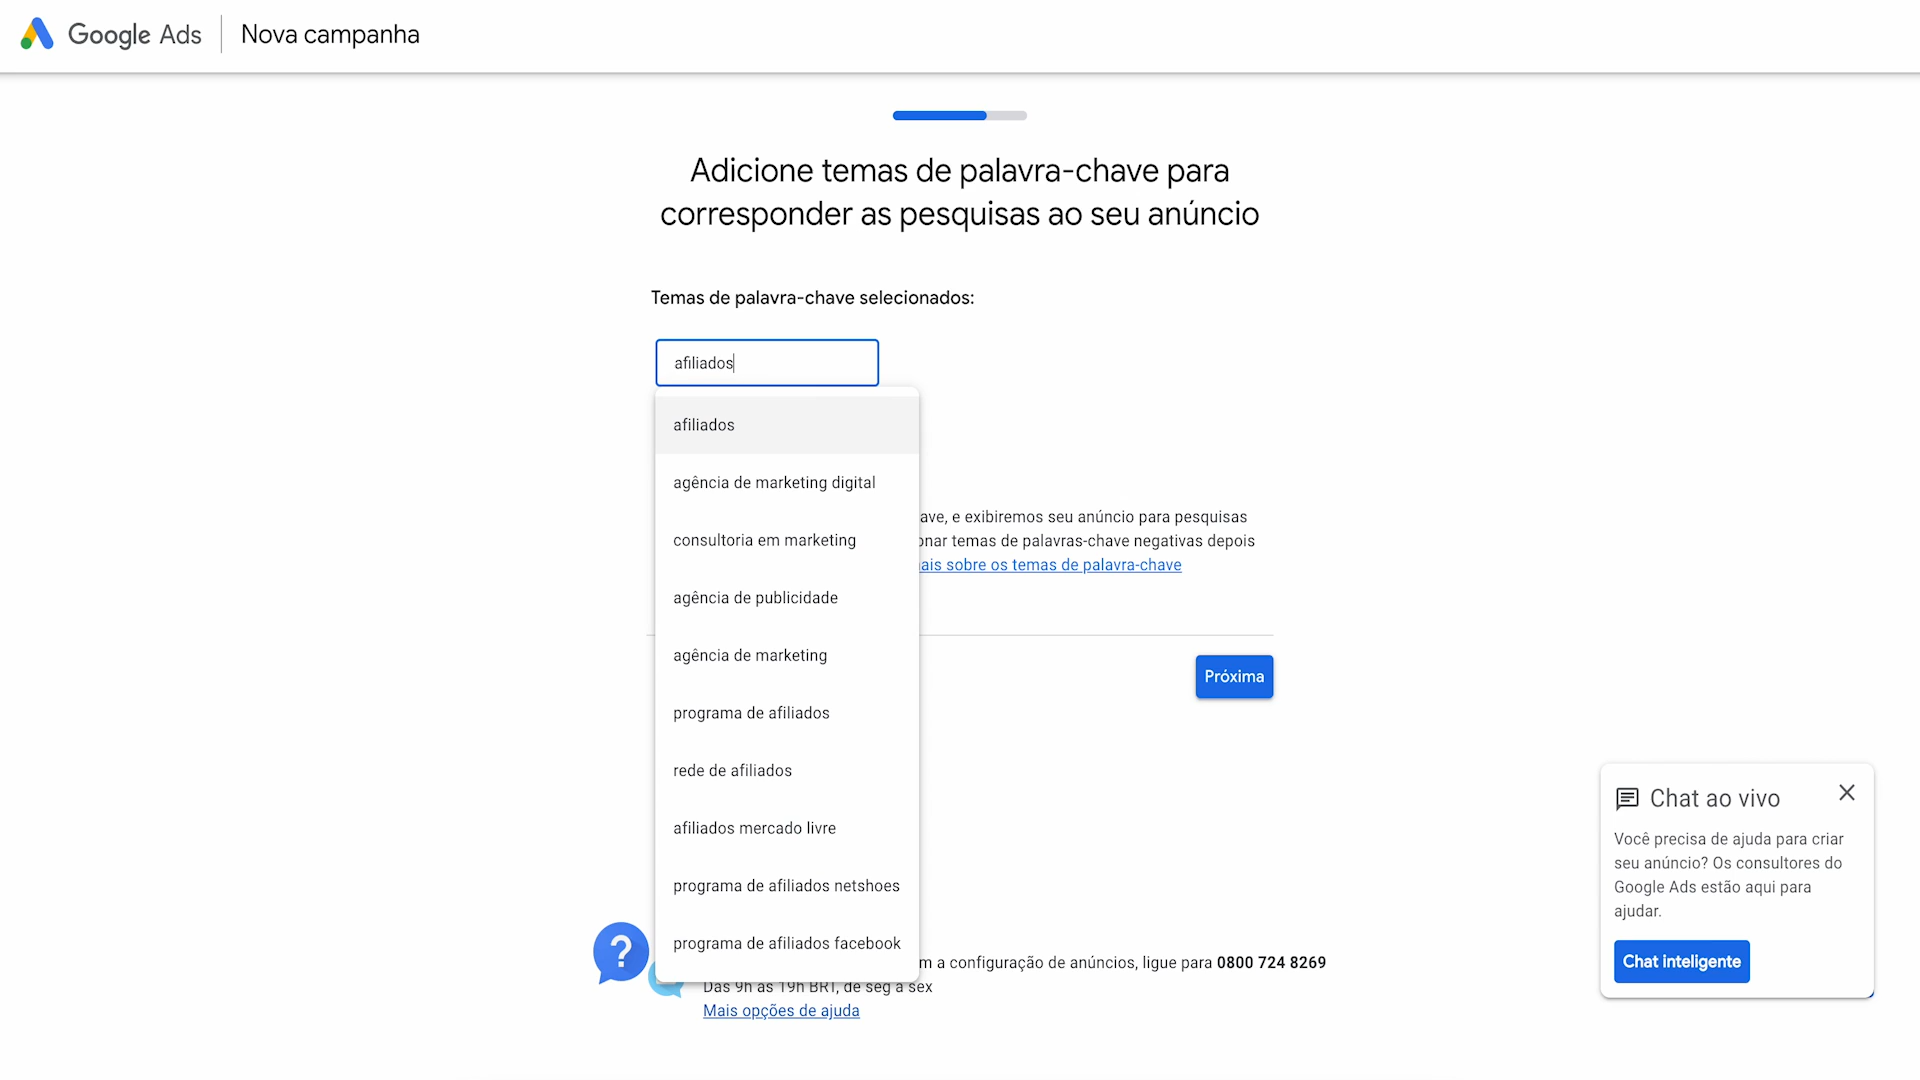 Google Ads
Nova campanha
Adicione temas de palavra-chave para
corresponder as pesquisas ao seu anúncio
Temas de palavra-chave selecionados:
afiliados
afiliados
agência de marketing digital
consultoria em marketing
agência de publicidade
agência de marketing
programa de afiliados
rede de afiliados
afiliados mercado livre
programa de afiliados netshoes
programa de afiliados facebook
e exibiremos seu anúncio para pesquisas
temas de palavras-chave negativas depois
sobre os temas de palavra-chave
Próxima
?
a configuração de anúncios, ligue para 0800 724 8269
Das 9h às 19h BRT, de seg a sex
Mais opções de ajuda
Chat ao vivo
Você precisa de ajuda para criar
seu anúncio? Os consultores do
Google Ads estão aqui para
ajudar.
Chat inteligente